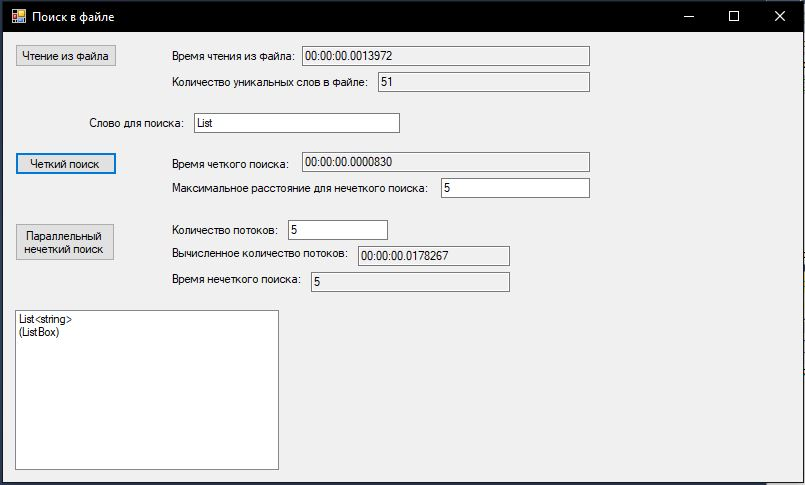 Поиск в файле
Чтение из файла
Время чтения из файла: 00:00:00.0013972
Количество уникальных слов в файле: 51
Слово для поиска: List
Четкий поиск
Время четкого поиска: 00:00:00.0000830
Максимальное расстояние для нечеткого поиска: 5
Параллельный
нечеткий поиск
Количество потоков: 5
Вычисленное количество потоков: 00:00:00.0178267
Время нечеткого поиска: 5
List<string>
(ListBox)